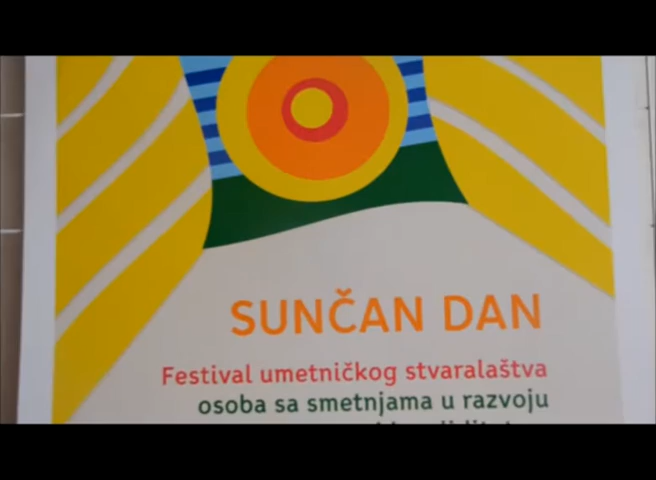 SUNČAN DAN
Festival umetničkog stvaralaštva
osoba sa smetnjama u razvoju